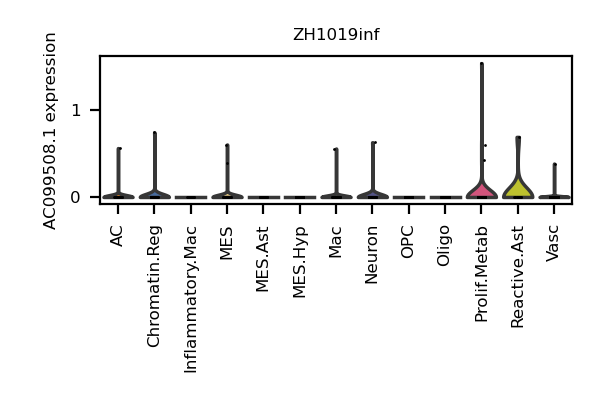 ZH1019inf
AC099508.1 expression
1
0
AC
Chromatin.Reg
Inflammatory.Mac
MES
MES.Ast
MES.Hyp
Mac
Neuron
OPC
Oligo
Prolif.Metab
Reactive.Ast
Vasc